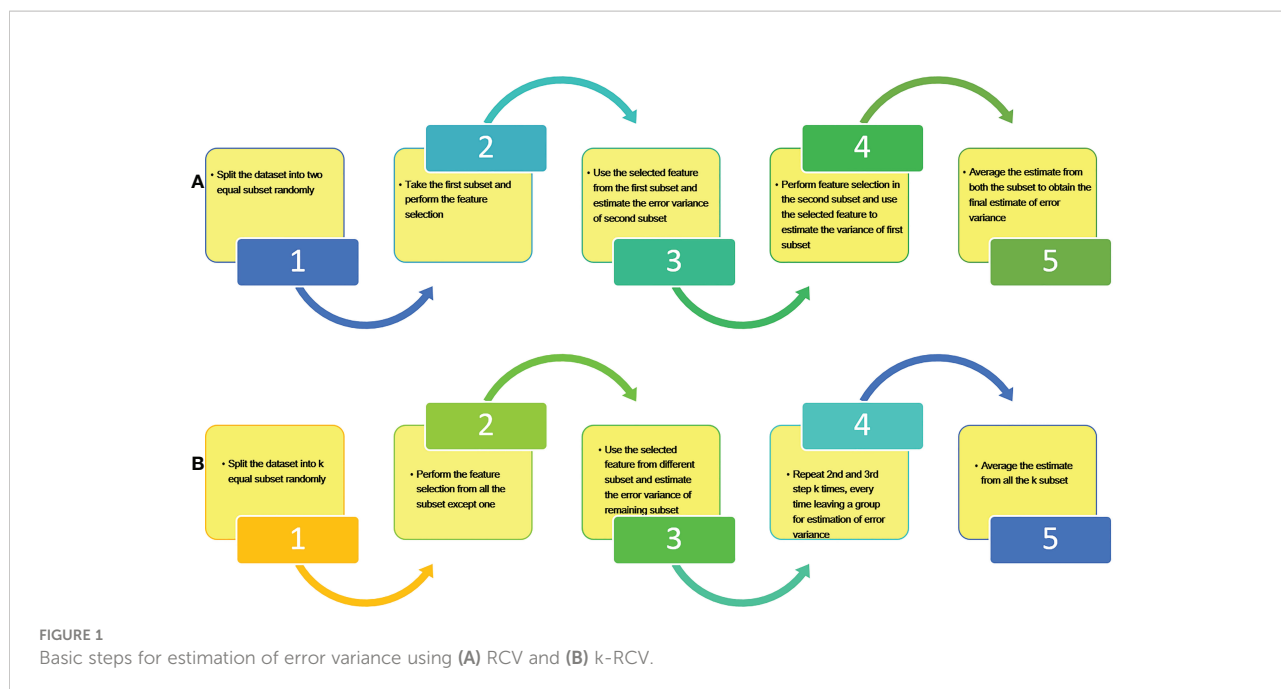 A
• Split the dataset into two
equal subset randomly
1
2
• Take the first subset and
perform the feature
selection
• Use the selected feature
from the first subset and
estimate the error variance
of second subset
3
4
• Perform feature selection in
the second subset and use
the selected feature to
estimate the variance of first
subset
• Average the estimate from
both the subset to obtain the
final estimate of error
variance
5
B
• Split the dataset into k
equal subset randomly
1
2
• Perform the feature
selection from all the
subset except one
• Use the selected
feature from different
subset and estimate
the error variance of
remaining subset
3
4
• Repeat 2nd and 3rd
step k times, every
time leaving a group
for estimation of error
variance
• Average the estimate
from all the k subset
5
FIGURE 1
Basic steps for estimation of error variance using (A) RCV and (B) k-RCV.